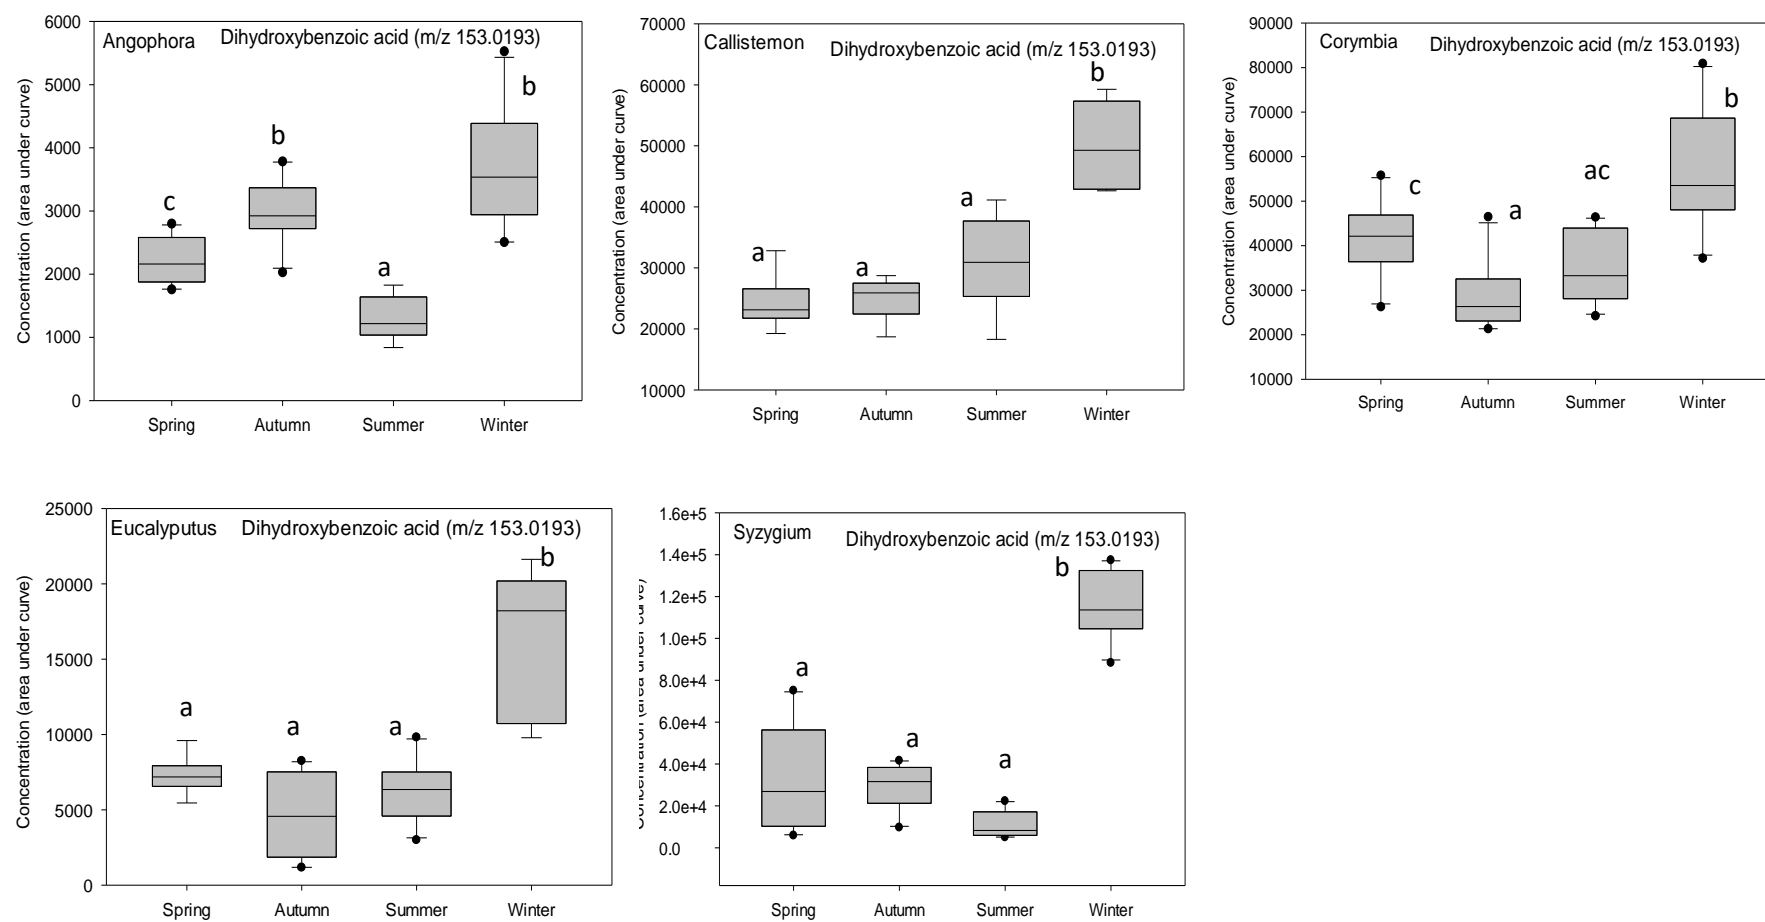 Angophora Dihydroxybenzoic acid (m/z 153.0193)
Concentration (area under curve)
6000
5000
4000
3000
2000
1000
0
c
b
a
b
Spring Autumn Summer Winter
Callistemon Dihydroxybenzoic acid (m/z 153.0193)
Concentration (area under curve)
70000
60000
50000
40000
30000
20000
10000
a
a
a
b
Spring Autumn Summer Winter
Corymbia Dihydroxybenzoic acid (m/z 153.0193)
Concentration (area under curve)
90000
80000
70000
60000
50000
40000
30000
20000
10000
c
a
ac
b
Spring Autumn Summer Winter
Eucalyputus Dihydroxybenzoic acid (m/z 153.0193)
Concentration (area under curve)
25000
20000
15000
10000
5000
0
a
a
a
b
Spring Autumn Summer Winter
Syzygium Dihydroxybenzoic acid (m/z 153.0193)
Concentration (area under curve)
1.6e+5
1.4e+5
1.2e+5
1.0e+5
8.0e+4
6.0e+4
4.0e+4
2.0e+4
0.0
a
a
a
b
Spring Autumn Summer Winter